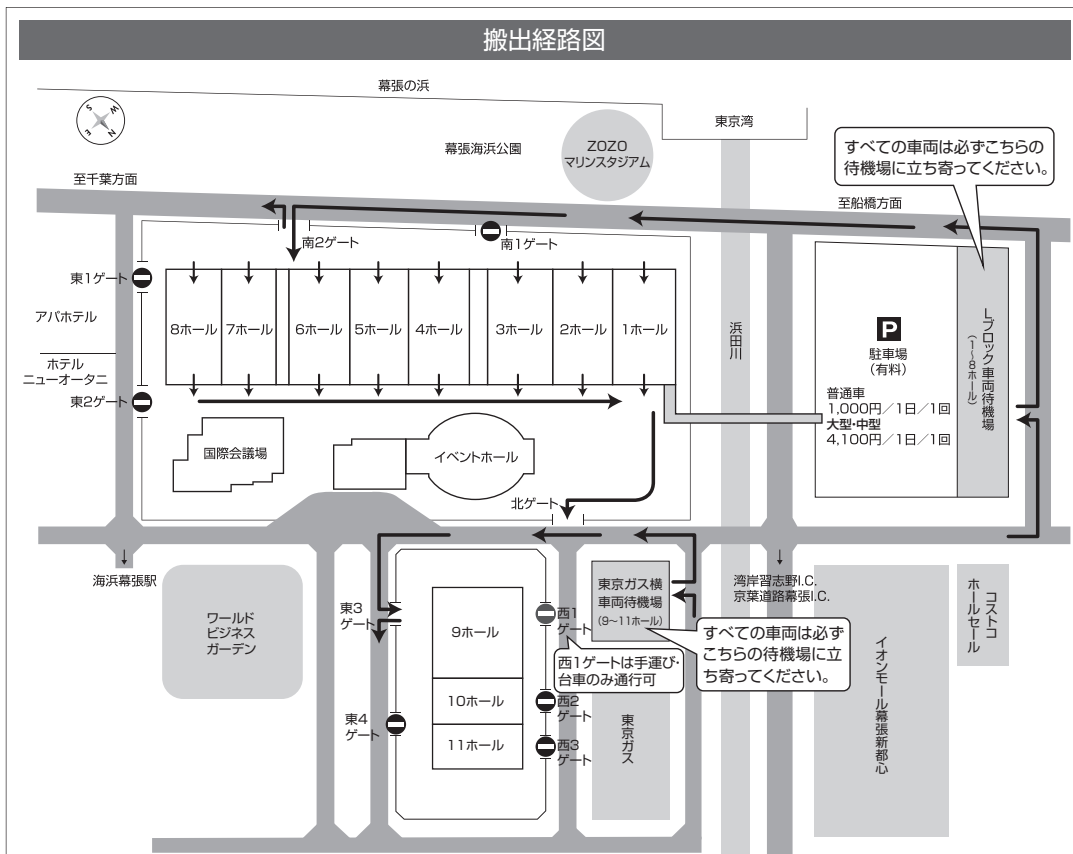 搬出経路図
幕張の浜
S
W
E
N
幕張海浜公園
ZOZO
マリンスタジアム
東京湾
すべての車両は必ずこちらの
待機場に立ち寄ってください。
至千葉方面
至船橋方面
南2ゲート
南1ゲート
東1ゲート
アパホテル
ホテル
ニューオータニ
東2ゲート
8ホール
7ホール
6ホール
5ホール
4ホール
3ホール
2ホール
1ホール
浜田川
P
駐車場
(有料)
普通車
1,000円／1日／1回
大型・中型
4,100円／1日／1回
Lブロック車両待機場
(1〜8ホール)
国際会議場
イベントホール
北ゲート
海浜幕張駅
ワールド
ビジネス
ガーデン
東3
ゲート
9ホール
10ホール
11ホール
東4
ゲート
西1
ゲート
西1ゲートは手運び・
台車のみ通行可
西2
ゲート
西3
ゲート
東京ガス横
車両待機場
(9〜11ホール)
すべての車両は必ず
こちらの待機場に立
ち寄ってください。
東京ガス
湾岸習志野I.C.
京葉道路幕張I.C.
イオンモール幕張新都心
コストコ
ホールセール